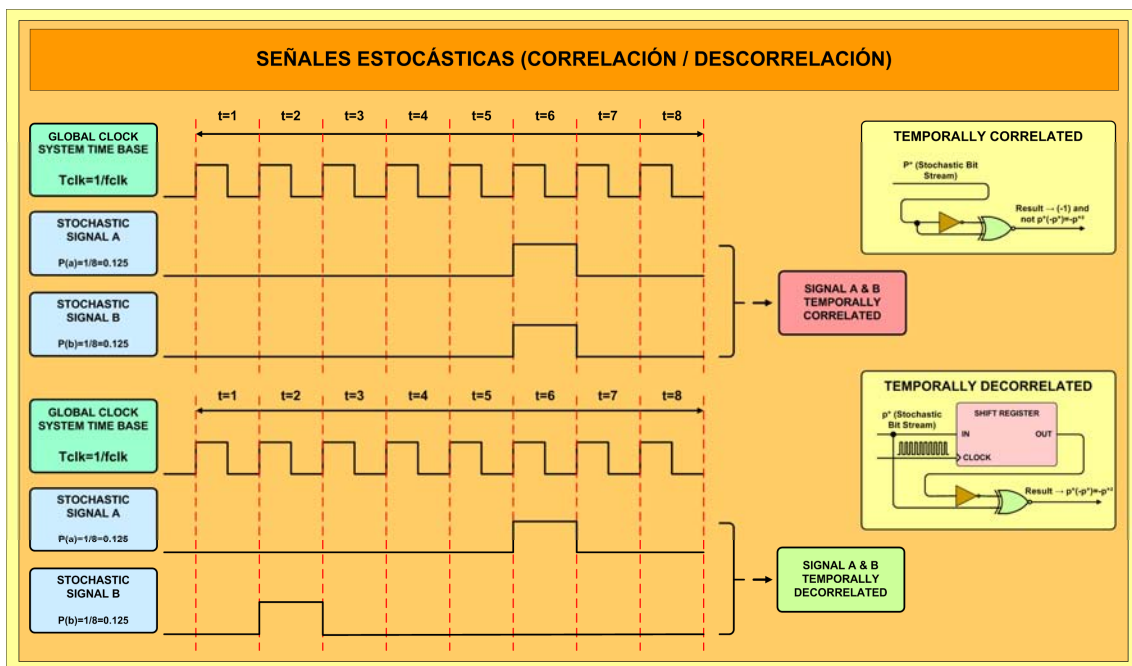 SEÑALES ESTOCÁSTICAS (CORRELACIÓN / DESCORRELACIÓN)
t=1 t=2 t=3 t=4 t=5 t=6 t=7 t=8
GLOBAL CLOCK
SYSTEM TIME BASE
Tclk=1/fclk
STOCHASTIC
SIGNAL A
P(a)=1/8=0.125
STOCHASTIC
SIGNAL B
P(b)=1/8=0.125
SIGNAL A & B
TEMPORALLY
CORRELATED
TEMPORALLY CORRELATED
P* (Stochastic Bit
Stream)
Result → (-1) and
not p*(-p*)=-p*²
t=1 t=2 t=3 t=4 t=5 t=6 t=7 t=8
GLOBAL CLOCK
SYSTEM TIME BASE
Tclk=1/fclk
STOCHASTIC
SIGNAL A
P(a)=1/8=0.125
STOCHASTIC
SIGNAL B
P(b)=1/8=0.125
SIGNAL A & B
TEMPORALLY
DECORRELATED
TEMPORALLY DECORRELATED
p* (Stochastic
Bit Stream)
SHIFT REGISTER
IN OUT
CLOCK
Result → p*(-p*)=-p*²